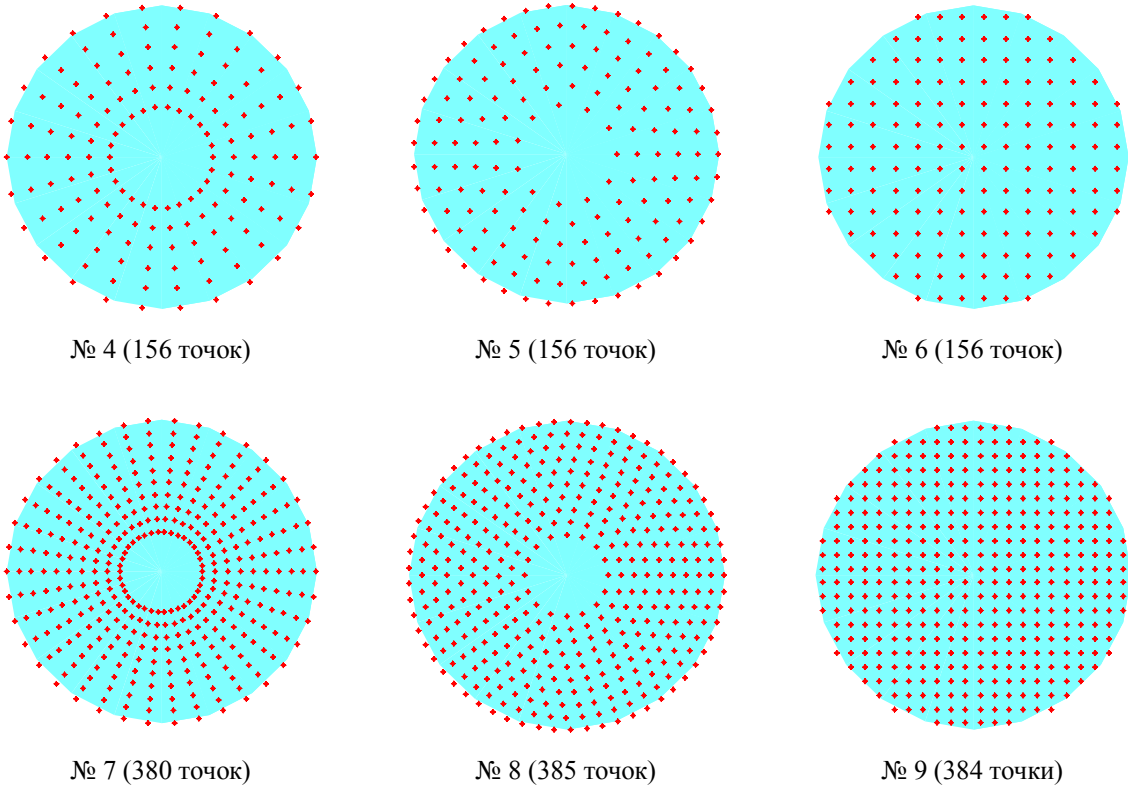 № 4 (156 точок)
№ 5 (156 точок)
№ 6 (156 точок)
№ 7 (380 точок)
№ 8 (385 точок)
№ 9 (384 точки)